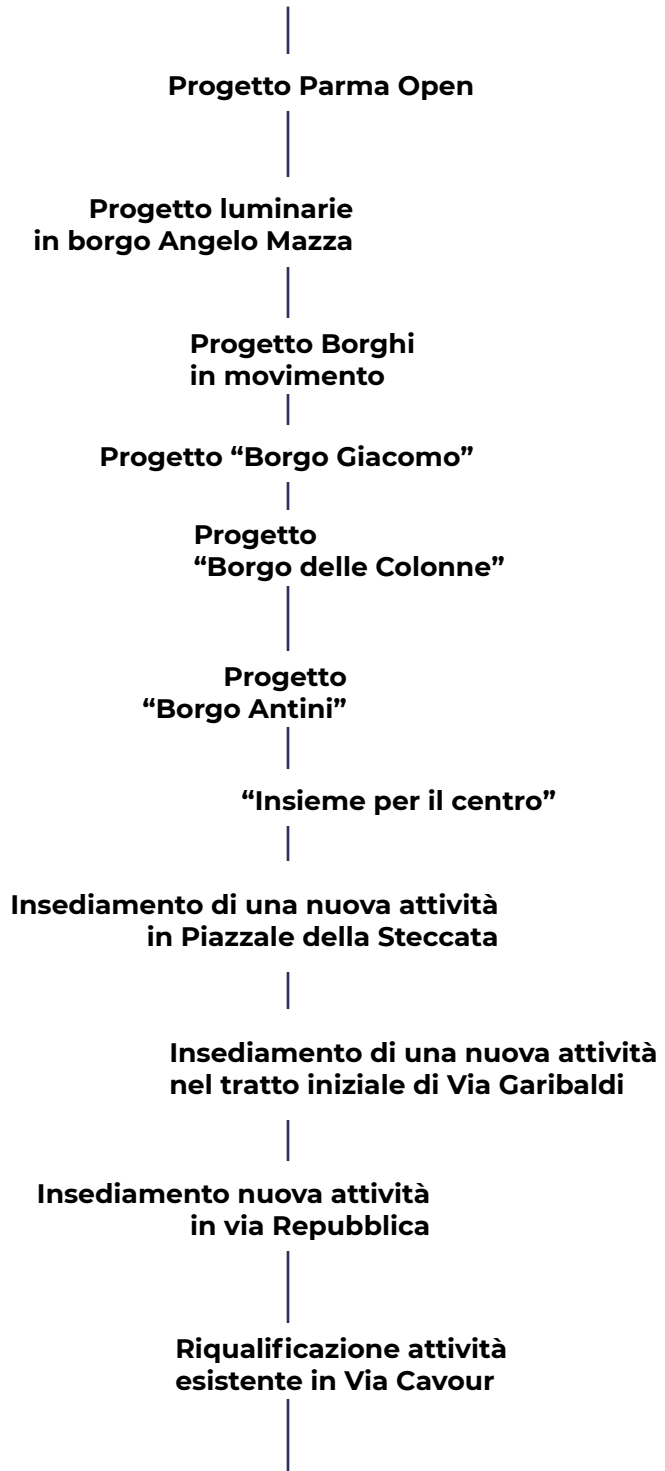 Progetto Parma Open
Progetto luminarie
in borgo Angelo Mazza
Progetto Borghi
in movimento
Progetto “Borgo Giacomo”
Progetto
“Borgo delle Colonne”
Progetto
“Borgo Antini”
“Insieme per il centro”
Insediamento di una nuova attività
in Piazzale della Steccata
Insediamento di una nuova attività
nel tratto iniziale di Via Garibaldi
Insediamento nuova attività
in via Repubblica
Riqualificazione attività
esistente in Via Cavour